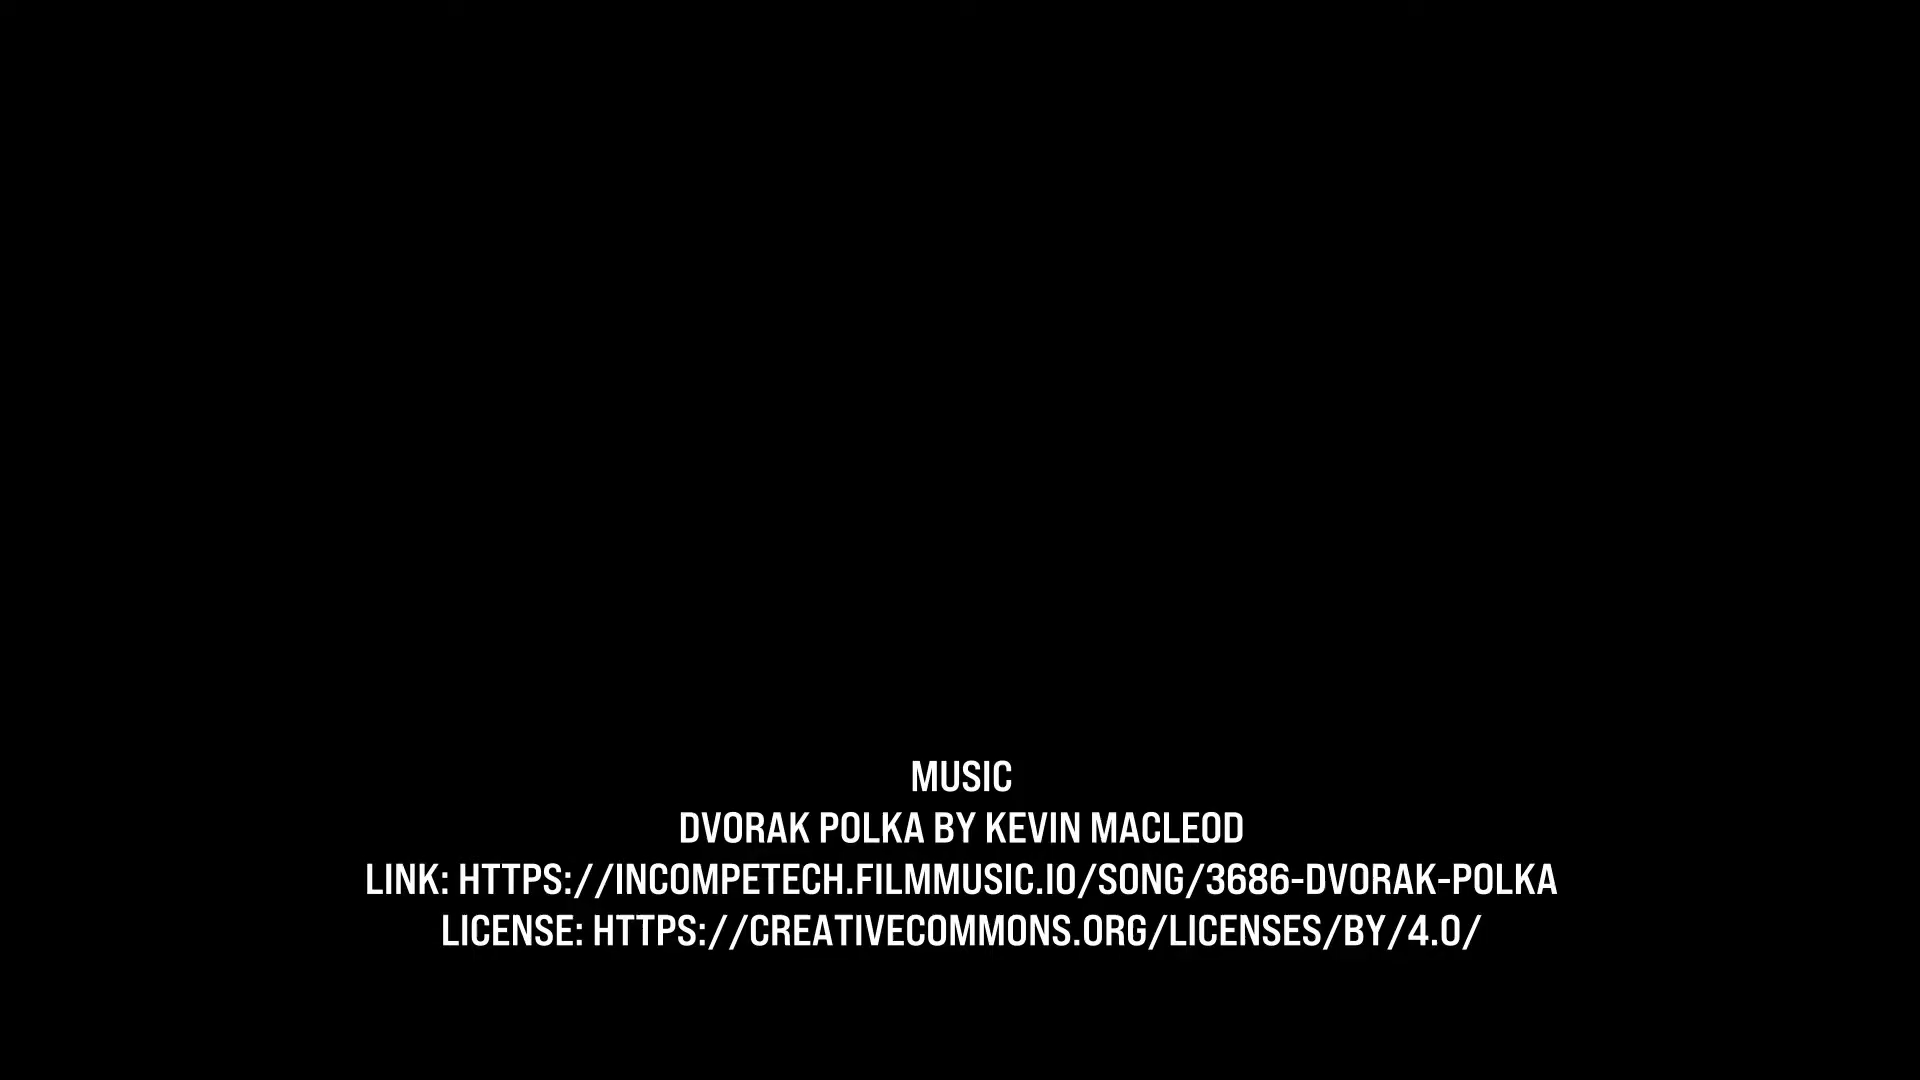 MUSIC
DVORAK POLKA BY KEVIN MACLEOD
LINK: HTTPS://INCOMPETECH.FILMMUSIC.IO/SONG/3686-DVORAK-POLKA
LICENSE: HTTPS://CREATIVECOMMONS.ORG/LICENSES/BY/4.0/